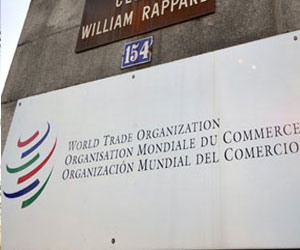 WILLIAM RAPPARD
154
WORLD TRADE ORGANIZATION
ORGANISATION MONDIALE DU COMMERCE
ORGANIZACIÓN MUNDIAL DEL COMERCIO